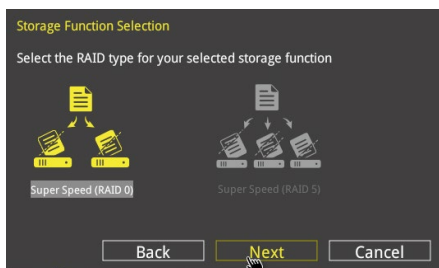 Storage Function Selection
Select the RAID type for your selected storage function
Super Speed (RAID 0)
Super Speed (RAID 5)
Back
Next
Cancel